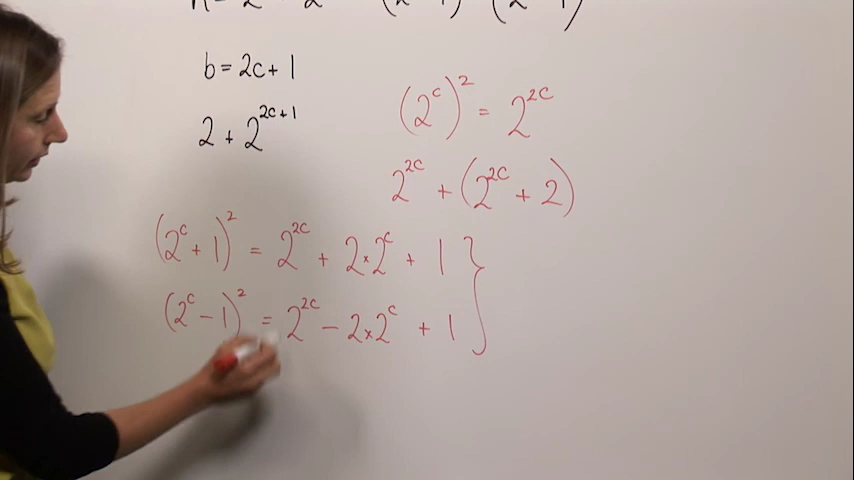 b = 2c + 1
2 + 2^{2c+1}
(2^c)^2 = 2^{2c}
2^{2c} + (2^{2c} + 2)
(2^c + 1)^2 = 2^{2c} + 2×2^c + 1 }
(2^c - 1)^2 = 2^{2c} - 2×2^c + 1